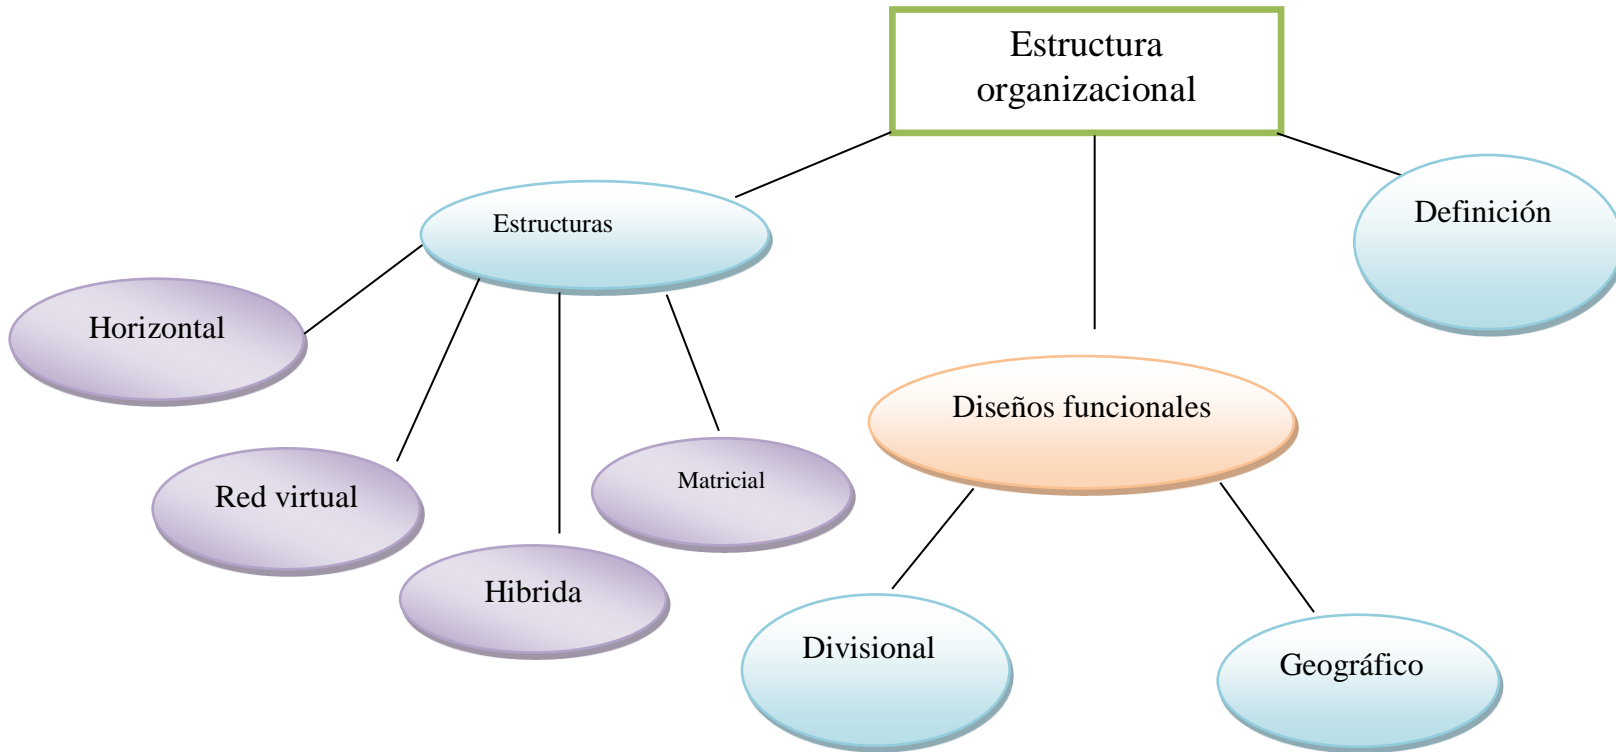 Estructura
organizacional
Estructuras
Definición
Horizontal
Diseños funcionales
Red virtual
Matricial
Hibrida
Divisional
Geográfico